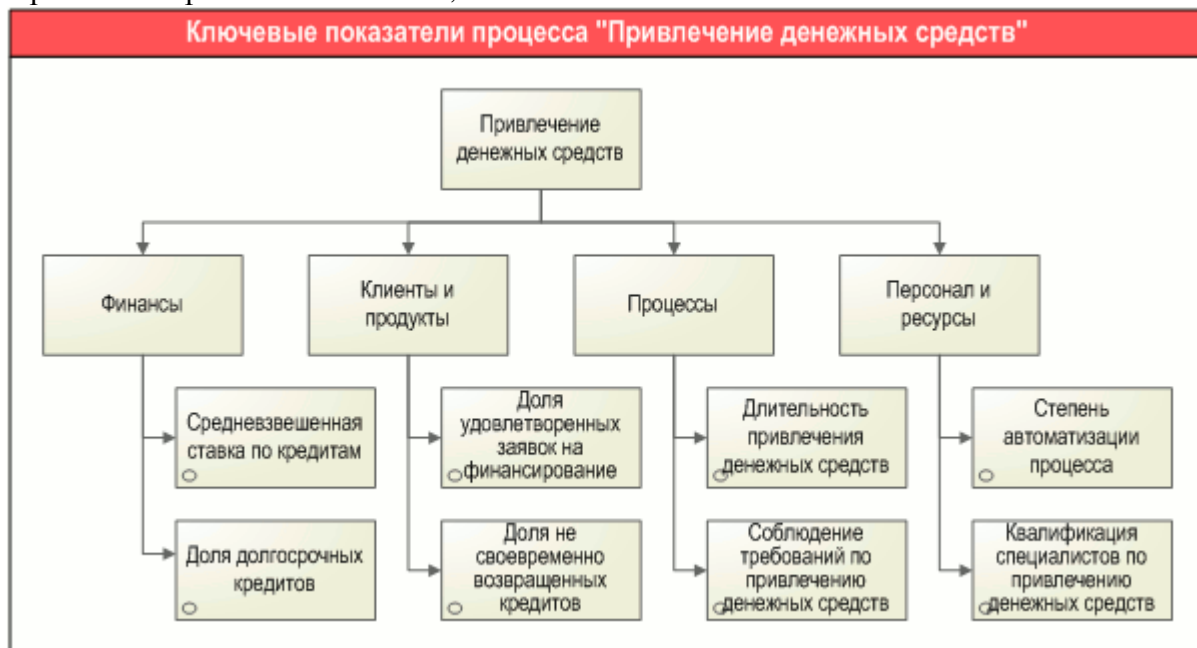 Ключевые показатели процесса "Привлечение денежных средств"
Привлечение
денежных средств
Финансы
Клиенты и
продукты
Процессы
Персонал и
ресурсы
Средневзвешенная
ставка по кредитам
Доля
удовлетворенных
заявок на
финансирование
Длительность
привлечения
денежных средств
Степень
автоматизации
процесса
Доля долгосрочных
кредитов
Доля не
своевременно
возвращенных
кредитов
Соблюдение
требований по
привлечению
денежных средств
Квалификация
специалистов по
привлечению
денежных средств